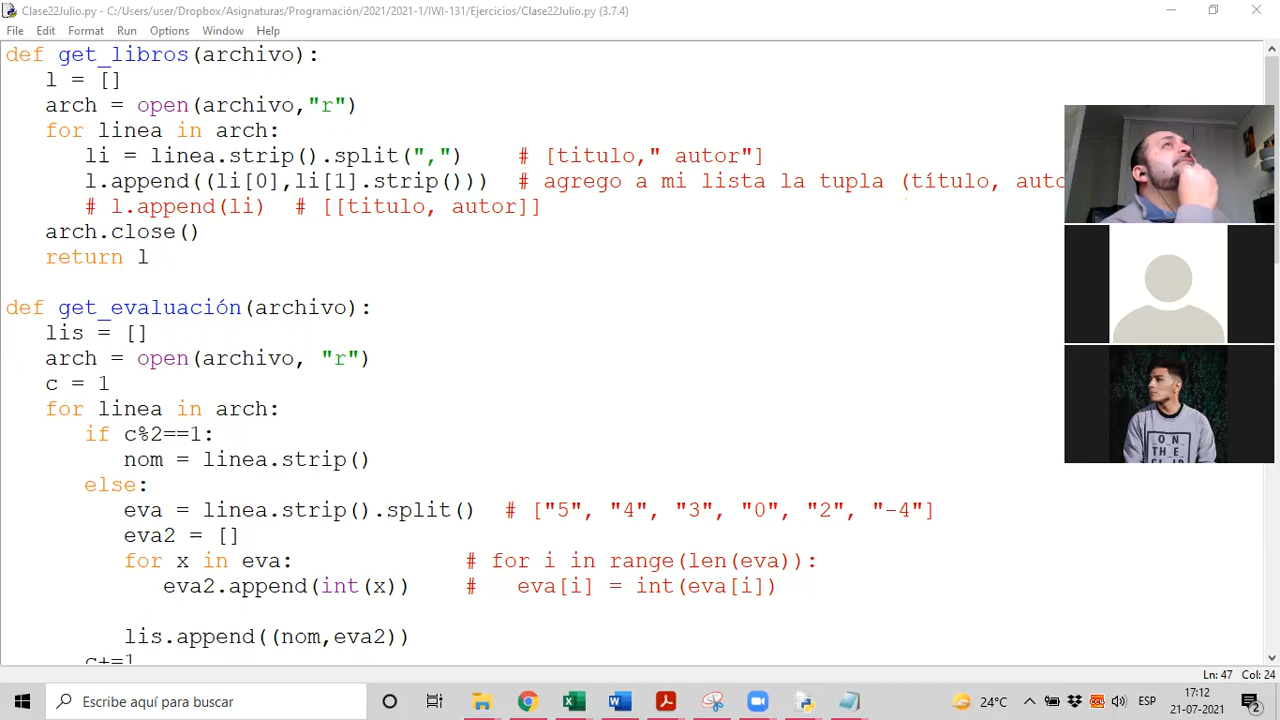 Clase22Julio.py - C:/Users/user/Dropbox/Asignaturas/Programación/2021/2021-1/IWI-131/Ejercicios/Clase22Julio.py (3.7.4)
File Edit Format Run Options Window Help
def get_libros(archivo):
l = []
arch = open(archivo,"r")
for linea in arch:
li = linea.strip().split(",") # [titulo," autor"]
l.append((li[0],li[1].strip())) # agrego a mi lista la tupla (título, auto
# l.append(li) # [[titulo, autor]]
arch.close()
return l
def get_evaluación(archivo):
lis = []
arch = open(archivo, "r")
c = 1
for linea in arch:
if c%2==1:
nom = linea.strip()
else:
eva = linea.strip().split() # ["5", "4", "3", "0", "2", "-4"]
eva2 = []
for x in eva: # for i in range(len(eva)):
eva2.append(int(x)) # eva[i] = int(eva[i])
lis.append((nom,eva2))
c+=1
ON
THE
Ln: 47 Col: 24
Escribe aquí para buscar
24°C
ESP
17:12
21-07-2021
2